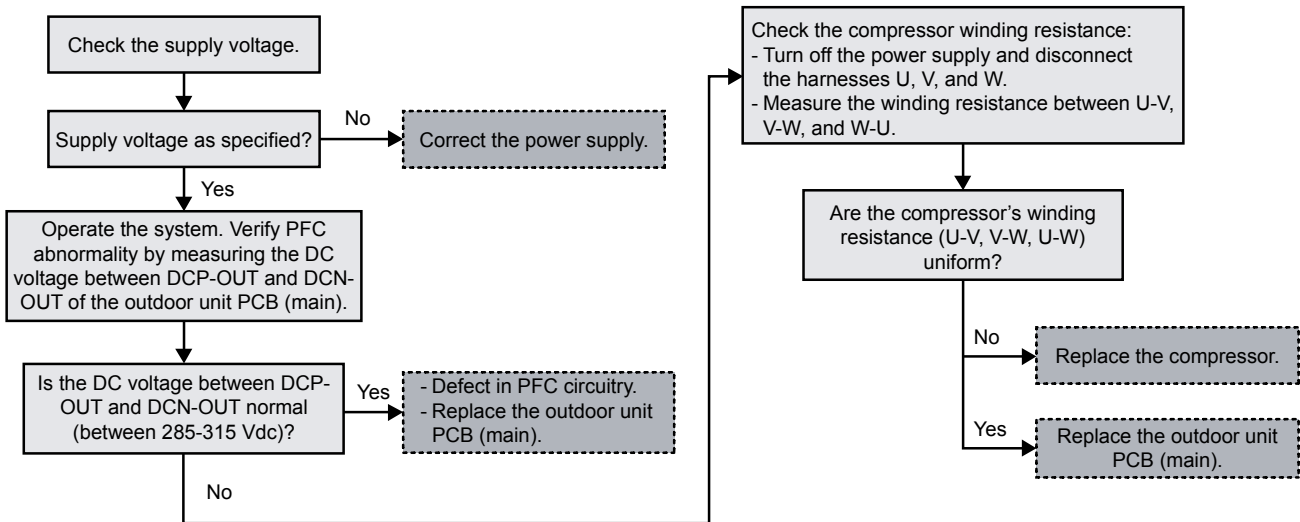 Check the supply voltage.
Supply voltage as specified?
No
Correct the power supply.
Yes
Operate the system. Verify PFC
abnormality by measuring the DC
voltage between DCP-OUT and DCN-
OUT of the outdoor unit PCB (main).
Is the DC voltage between DCP-
OUT and DCN-OUT normal
(between 285-315 Vdc)?
Yes
- Defect in PFC circuitry.
- Replace the outdoor unit
PCB (main).
No
Check the compressor winding resistance:
- Turn off the power supply and disconnect
the harnesses U, V, and W.
- Measure the winding resistance between U-V,
V-W, and W-U.
Are the compressor’s winding
resistance (U-V, V-W, U-W)
uniform?
No
Replace the compressor.
Yes
Replace the outdoor unit
PCB (main).